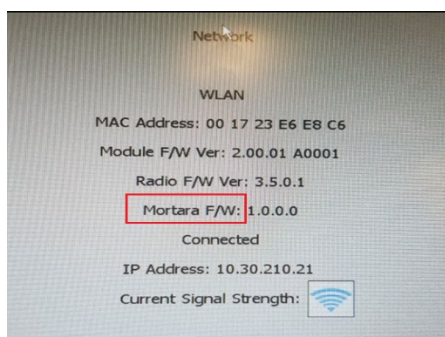 Network
WLAN
MAC Address: 00 17 23 E6 E8 C6
Module F/W Ver: 2.00.01 A0001
Radio F/W Ver: 3.5.0.1
Mortara F/W: 1.0.0.0
Connected
IP Address: 10.30.210.21
Current Signal Strength: